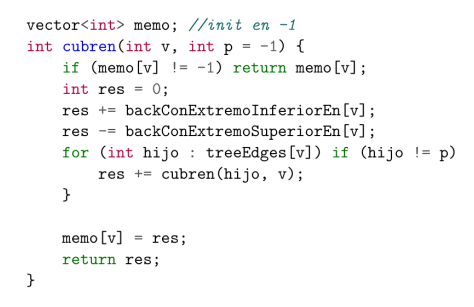 vector<int> memo; //init en -1
int cubren(int v, int p = -1) {
    if (memo[v] != -1) return memo[v];
    int res = 0;
    res += backConExtremoInferiorEn[v];
    res -= backConExtremoSuperiorEn[v];
    for (int hijo : treeEdges[v]) if (hijo != p)
        res += cubren(hijo, v);
    }

    memo[v] = res;
    return res;
}